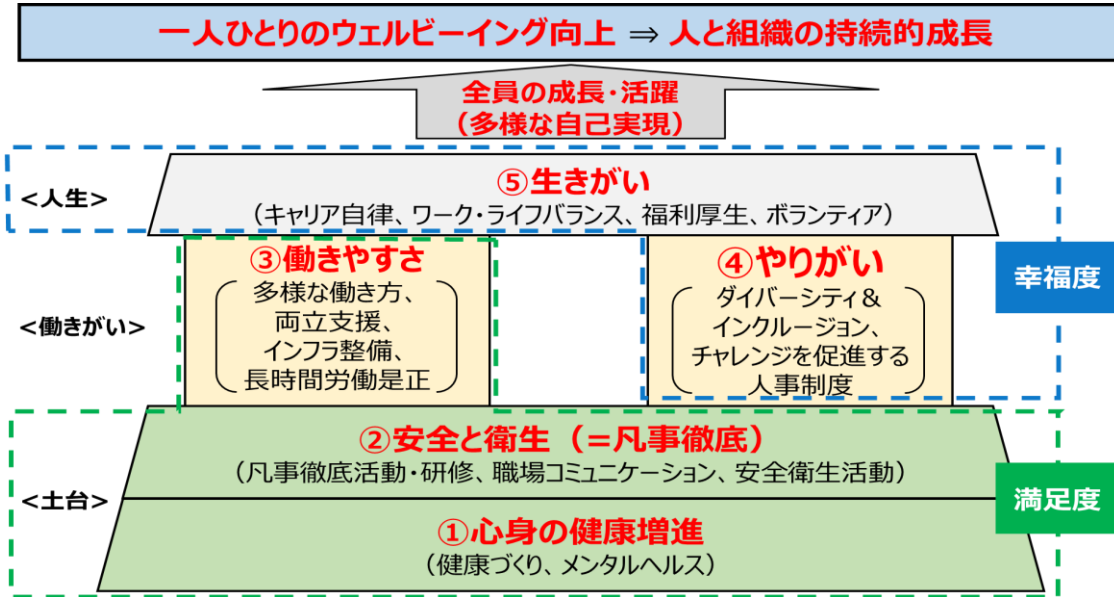 一人ひとりのウェルビーイング向上 ⇒ 人と組織の持続的成長
全員の成長・活躍
（多様な自己実現）
<人生>
⑤生きがい
（キャリア自律、ワーク・ライフバランス、福利厚生、ボランティア）
幸福度
<働きがい>
③働きやすさ
多様な働き方、
両立支援、
インフラ整備、
長時間労働是正
④やりがい
ダイバーシティ＆
インクルージョン、
チャレンジを促進する
人事制度
<土台>
②安全と衛生（=凡事徹底）
（凡事徹底活動・研修、職場コミュニケーション、安全衛生活動）
①心身の健康増進
（健康づくり、メンタルヘルス）
満足度